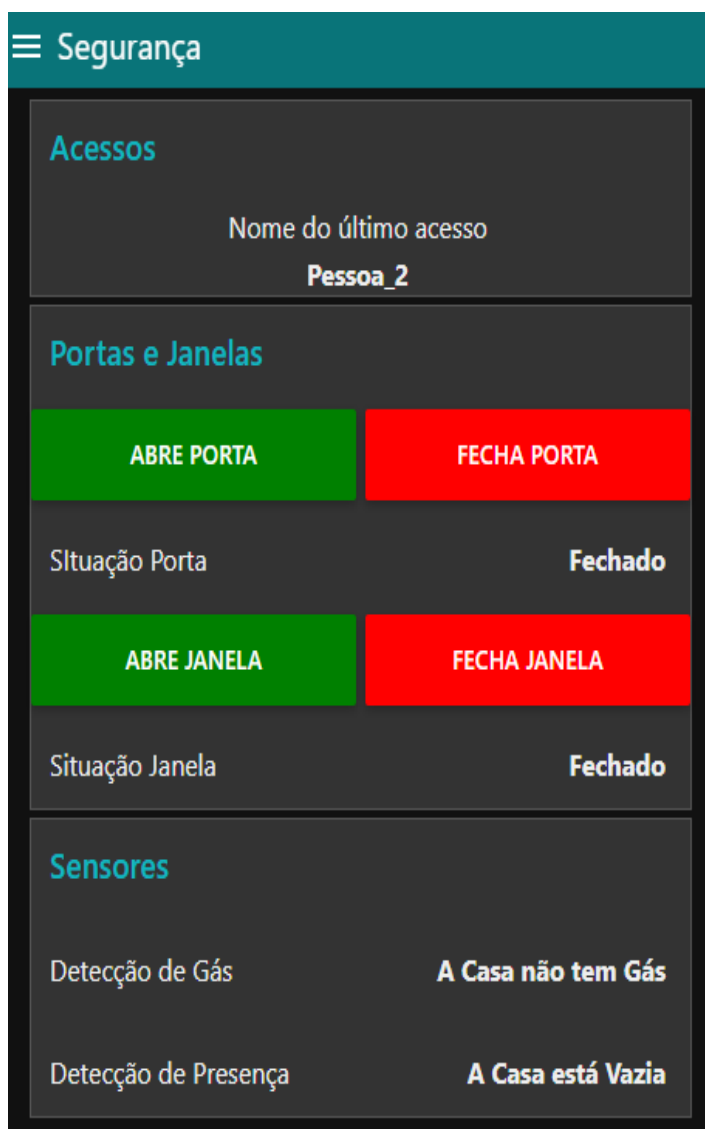 Segurança
Acessos
Nome do último acesso
Pessoa_2
Portas e Janelas
ABRE PORTA FECHA PORTA
SItuação Porta Fechado
ABRE JANELA FECHA JANELA
Situação Janela Fechado
Sensores
Detecção de Gás A Casa não tem Gás
Detecção de Presença A Casa está Vazia